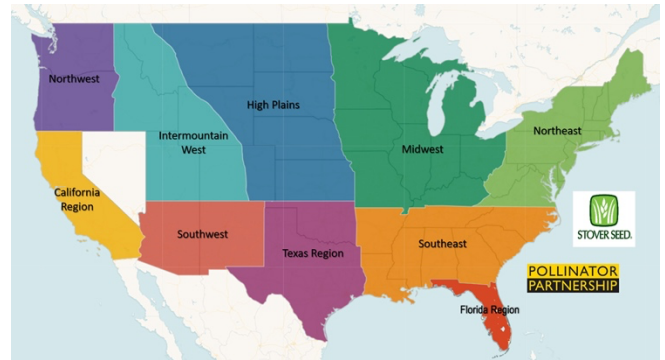 Northwest
High Plains
Intermountain
West
Midwest
Northeast
California
Region
Southwest
Texas Region
Southeast
Florida Region
STOVER SEED.
POLLINATOR
PARTNERSHIP